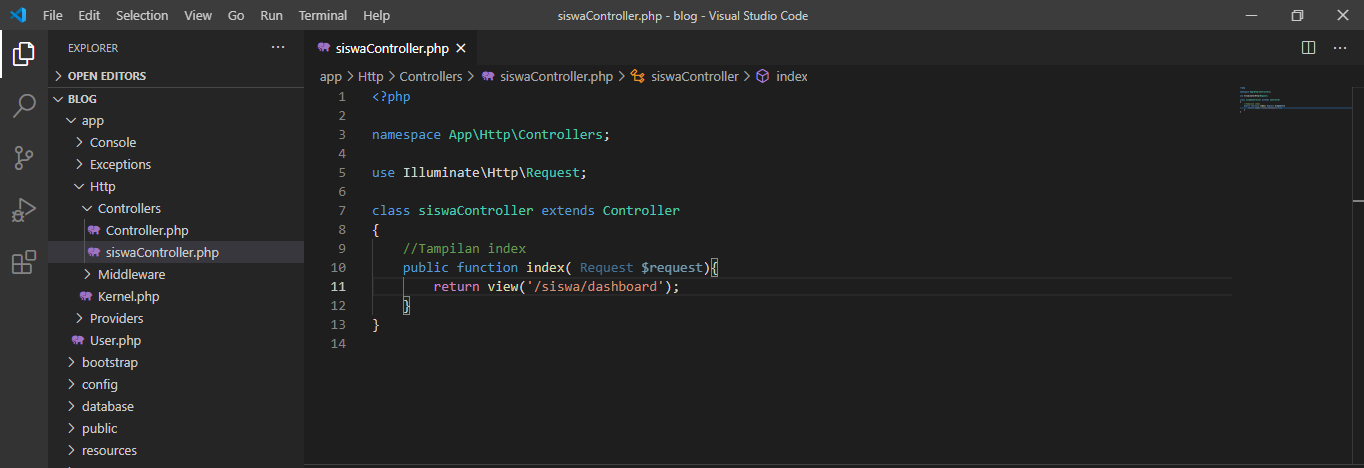 File Edit Selection View Go Run Terminal Help siswaController.php - blog - Visual Studio Code
EXPLORER
OPEN EDITORS
BLOG
app
Console
Exceptions
Http
Controllers
Controller.php
siswaController.php
Middleware
Kernel.php
Providers
User.php
bootstrap
config
database
public
resources
siswaController.php
app > Http > Controllers > siswaController.php > siswaController > index
1 <?php
2
3 namespace App\Http\Controllers;
4
5 use Illuminate\Http\Request;
6
7 class siswaController extends Controller
8 {
9 //Tampilan index
10 public function index( Request $request){
11 return view('/siswa/dashboard');
12 }
13 }
14